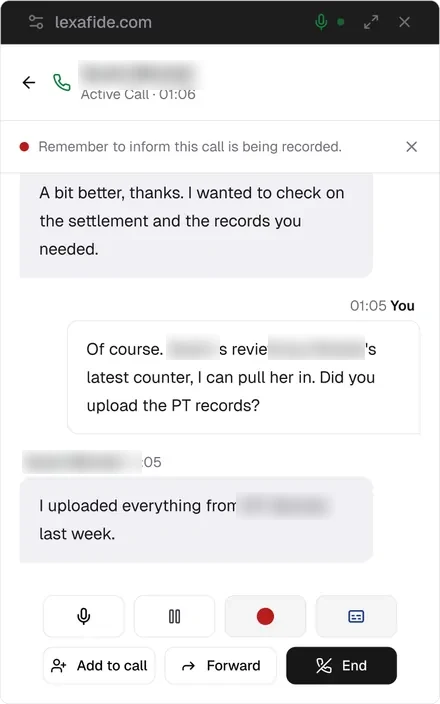 lexafide.com
Active Call · 01:06
Remember to inform this call is being recorded.
A bit better, thanks. I wanted to check on
the settlement and the records you
needed.
01:05 You
Of course. s revie 's
latest counter, I can pull her in. Did you
upload the PT records?
:05
I uploaded everything from
last week.
Add to call
Forward
End